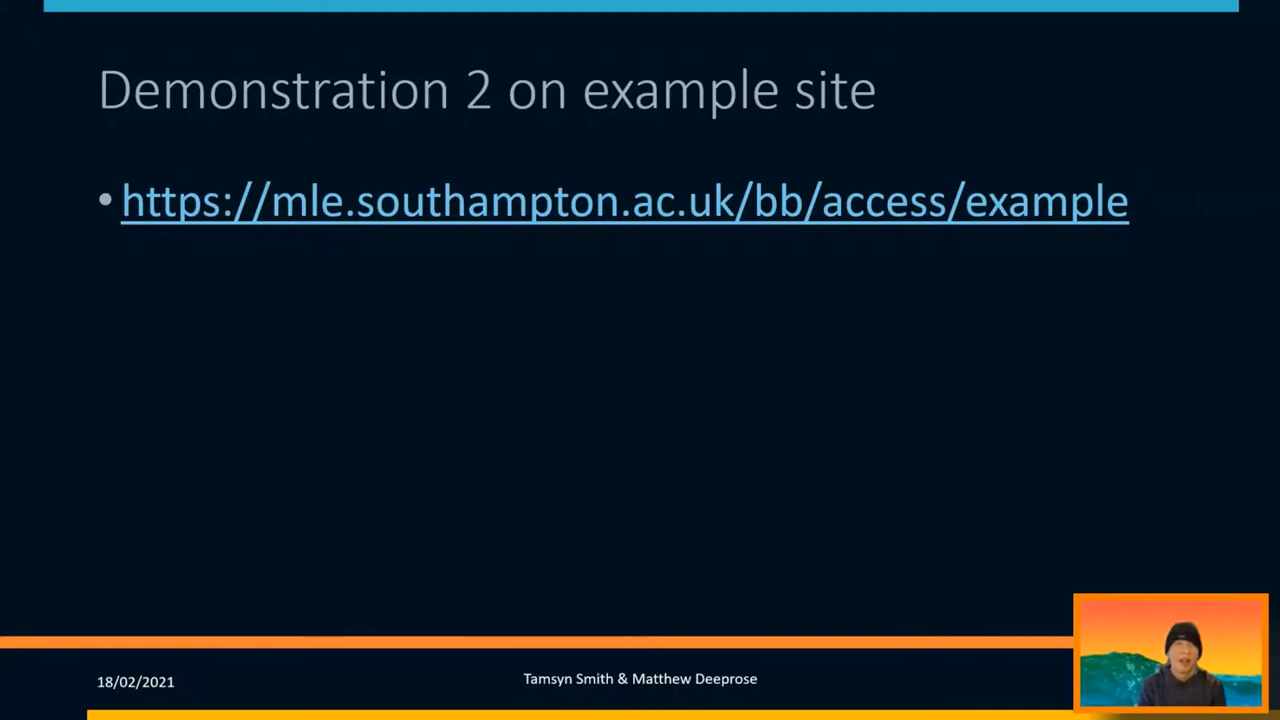 Demonstration 2 on example site
• https://mle.southampton.ac.uk/bb/access/example
18/02/2021
Tamsyn Smith & Matthew Deeprose